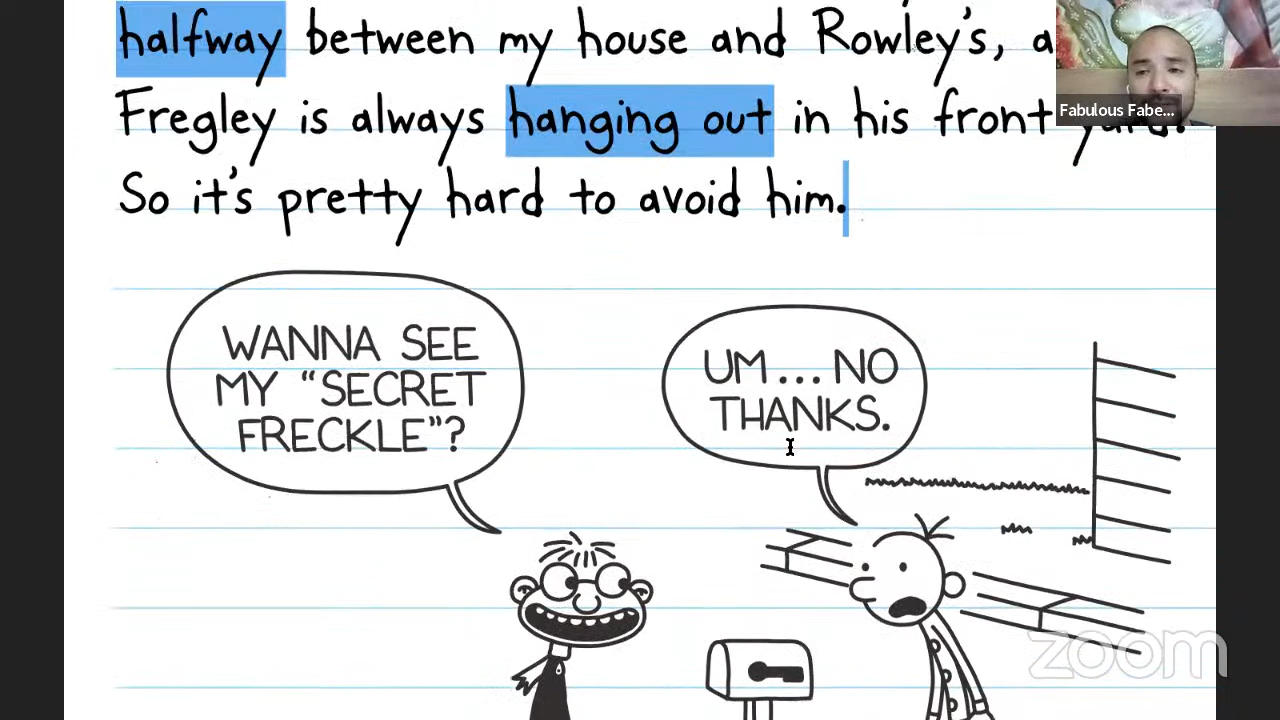 halfway between my house and Rowley's, a
Fregley is always hanging out in his front yard.
So it's pretty hard to avoid him.
WANNA SEE
MY "SECRET
FRECKLE"?
UM... NO
THANKS.
Fabulous Fabe...
zoom